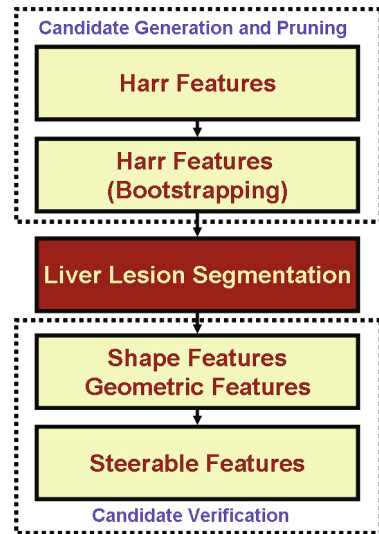 Candidate Generation and Pruning
Harr Features
Harr Features
(Bootstrapping)
Liver Lesion Segmentation
Shape Features
Geometric Features
Steerable Features
Candidate Verification